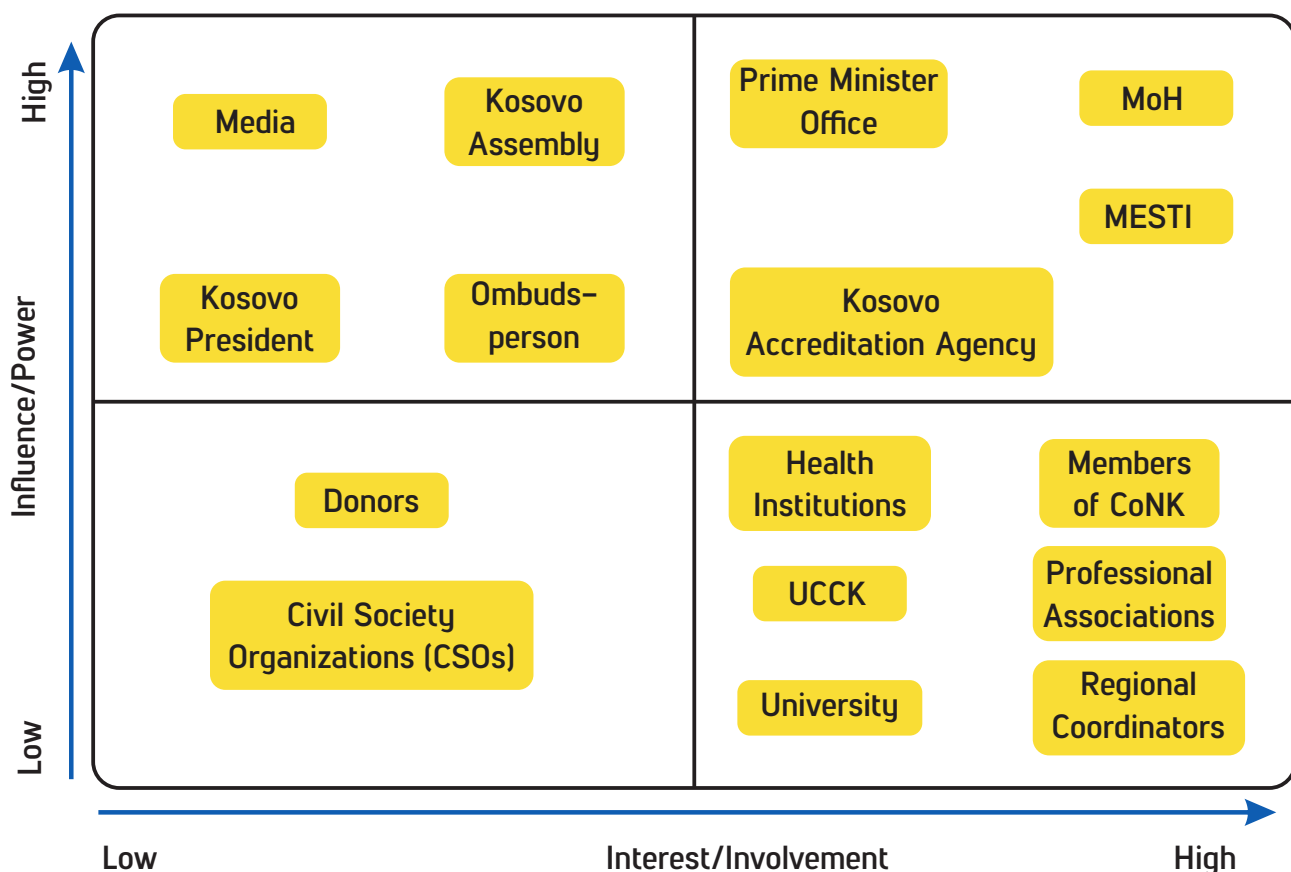 High
Influence/Power
Low
Media
Kosovo
Assembly
Kosovo
President
Ombuds-
person
Prime Minister
Office
MoH
MESTI
Kosovo
Accreditation Agency
Donors
Civil Society
Organizations (CSOs)
Health
Institutions
Members
of CoNK
UCCK
Professional
Associations
University
Regional
Coordinators
Low
Interest/Involvement
High